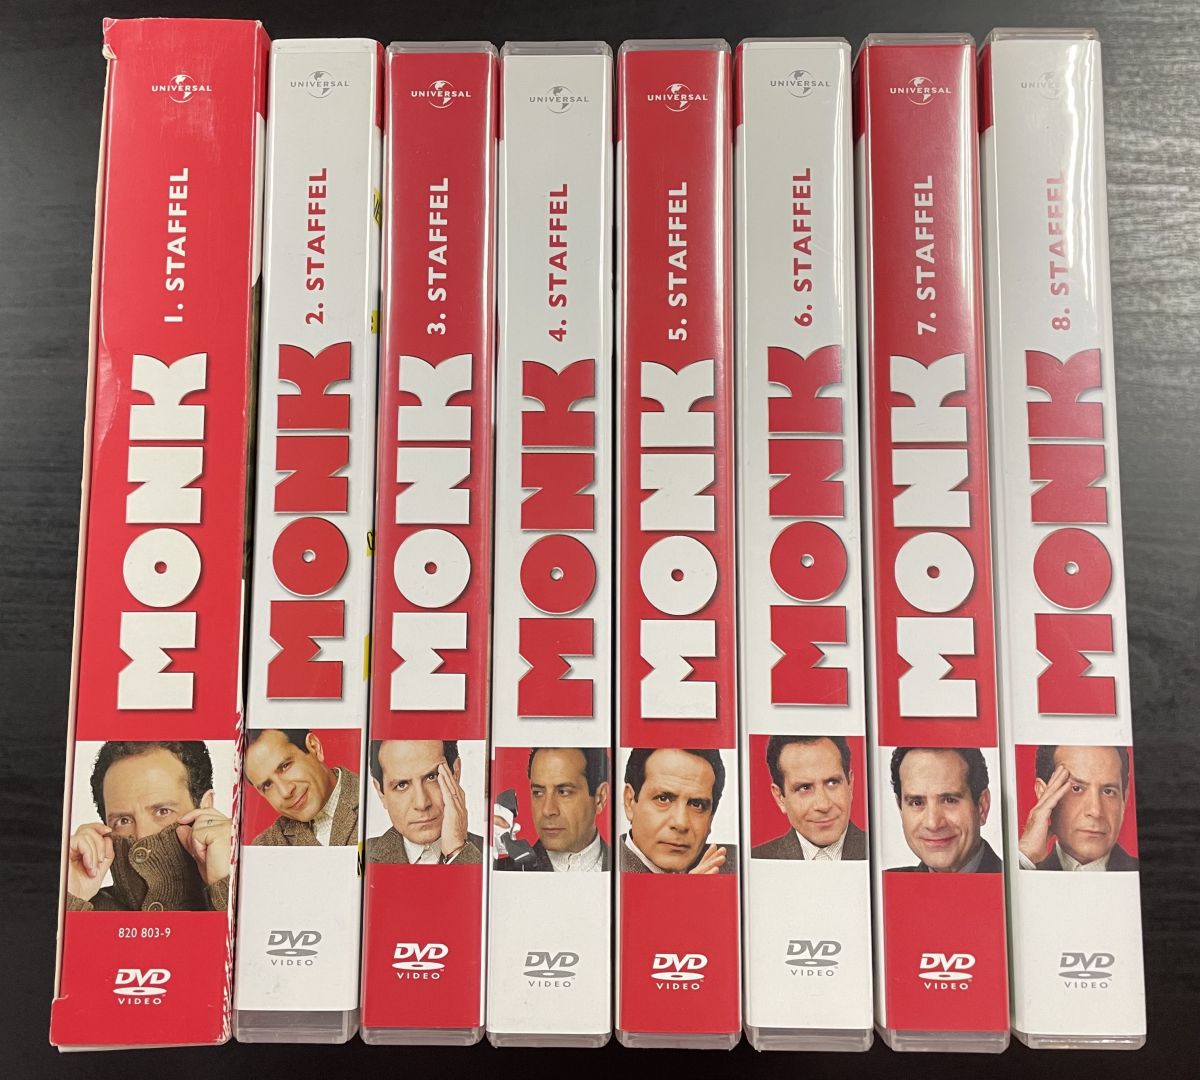 UNIVERSAL
1. STAFFEL
MONK
820 803-9
DVD
VIDEO
UNIVERSAL
2. STAFFEL
MONK
DVD
VIDEO
UNIVERSAL
3. STAFFEL
MONK
DVD
VIDEO
UNIVERSAL
4. STAFFEL
MONK
DVD
VIDEO
UNIVERSAL
5. STAFFEL
MONK
DVD
VIDEO
UNIVERSAL
6. STAFFEL
MONK
DVD
VIDEO
UNIVERSAL
7. STAFFEL
MONK
DVD
VIDEO
UNIVERSAL
8. STAFFEL
MONK
DVD
VIDEO